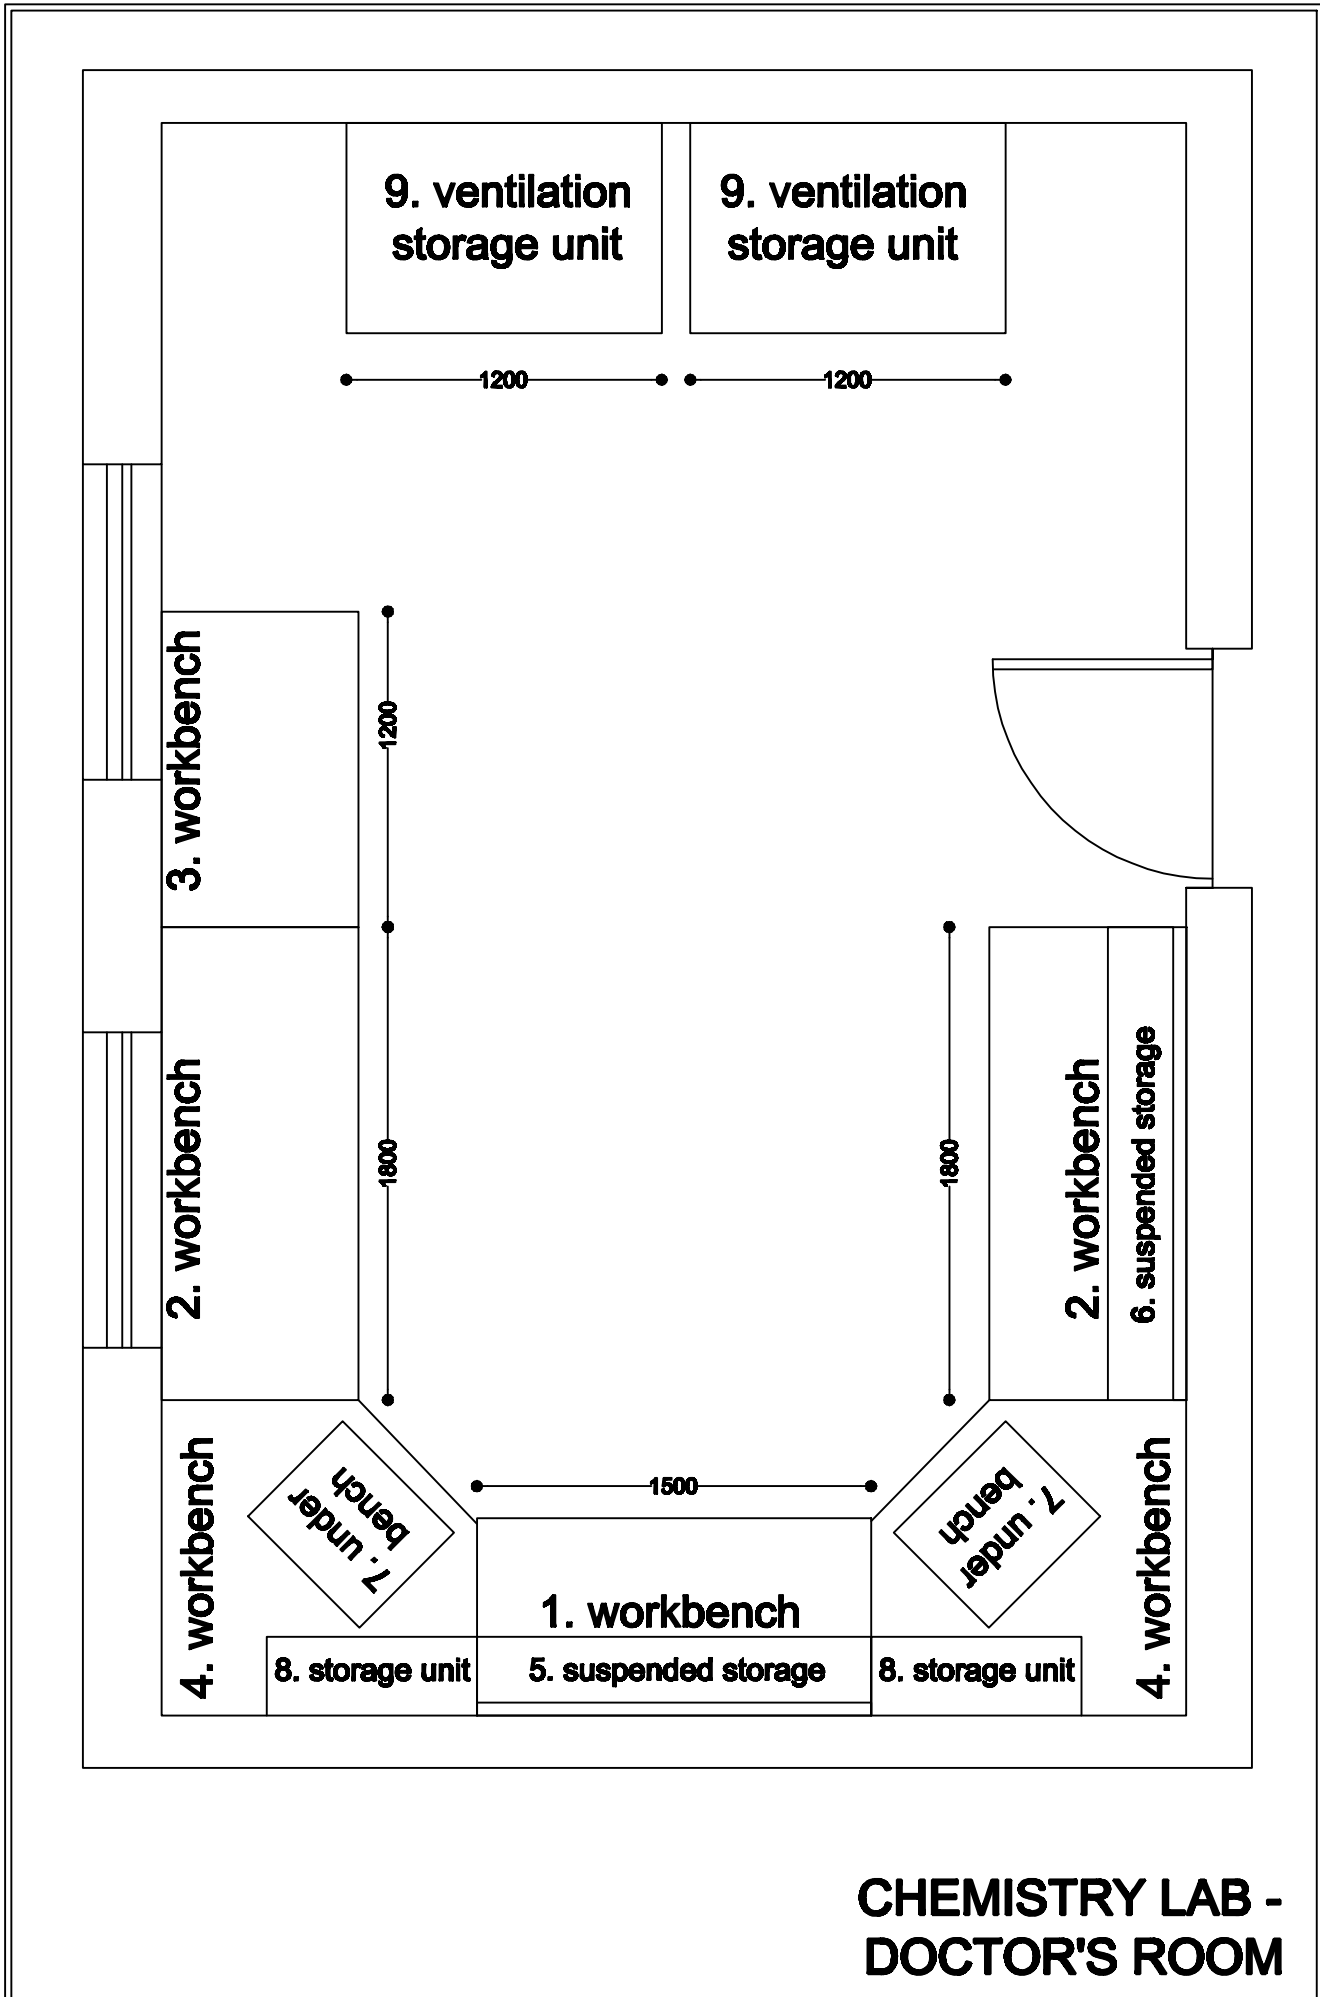 9. ventilation
storage unit
9. ventilation
storage unit
1200
1200
3. workbench
1200
2. workbench
1800
1800
2. workbench
6. suspended storage
4. workbench
7. under
bench
1500
7. under
bench
4. workbench
1. workbench
8. storage unit
5. suspended storage
8. storage unit
CHEMISTRY LAB -
DOCTOR'S ROOM